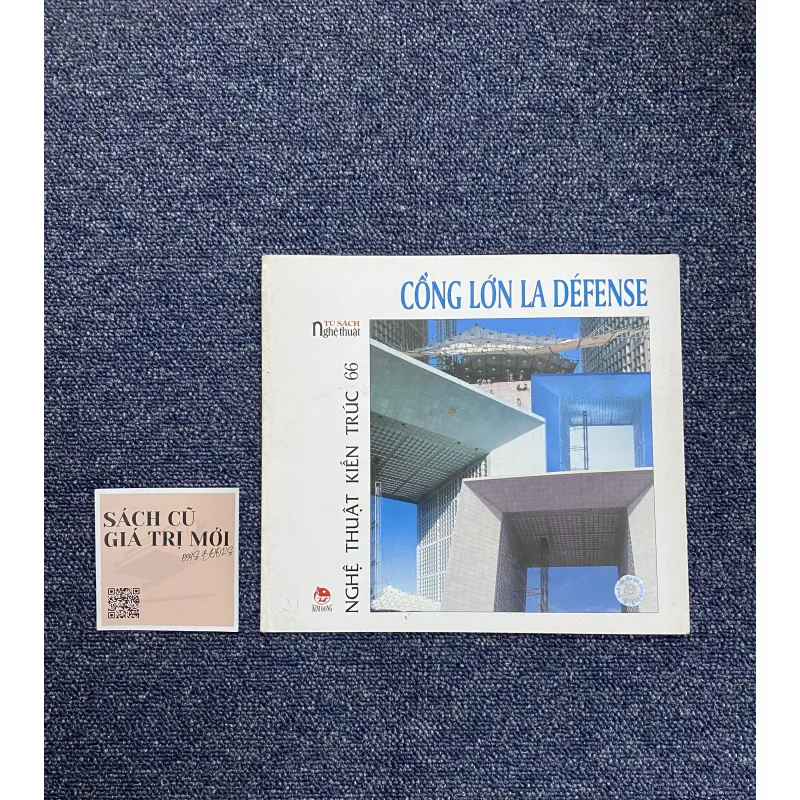 CỔNG LỚN LA DÉFENSE
TỦ SÁCH
nghệ thuật
NGHỆ THUẬT KIẾN TRÚC 66
KIM ĐỒNG
SÁCH CŨ
GIÁ TRỊ MỚI